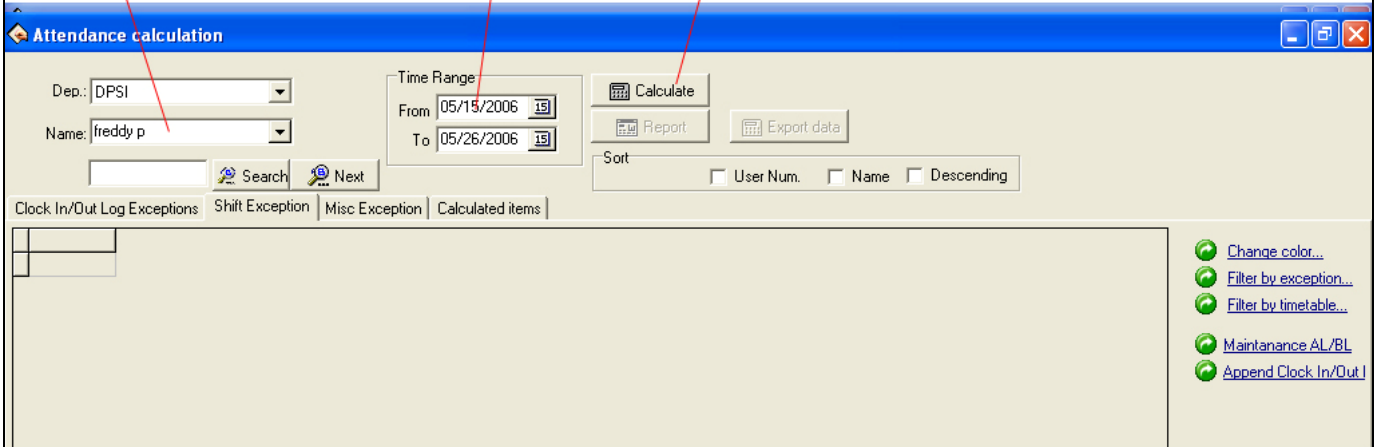 Attendance calculation
Dep.: DPSI
Name: freddy p
Search Next
Time Range
From 05/15/2006 15
To 05/26/2006 15
Calculate
Report Export data
Sort
User Num. Name Descending
Clock In/Out Log Exceptions Shift Exception Misc Exception Calculated items
Change color...
Filter by exception...
Filter by timetable...
Maintanance AL/BL
Append Clock In/Out